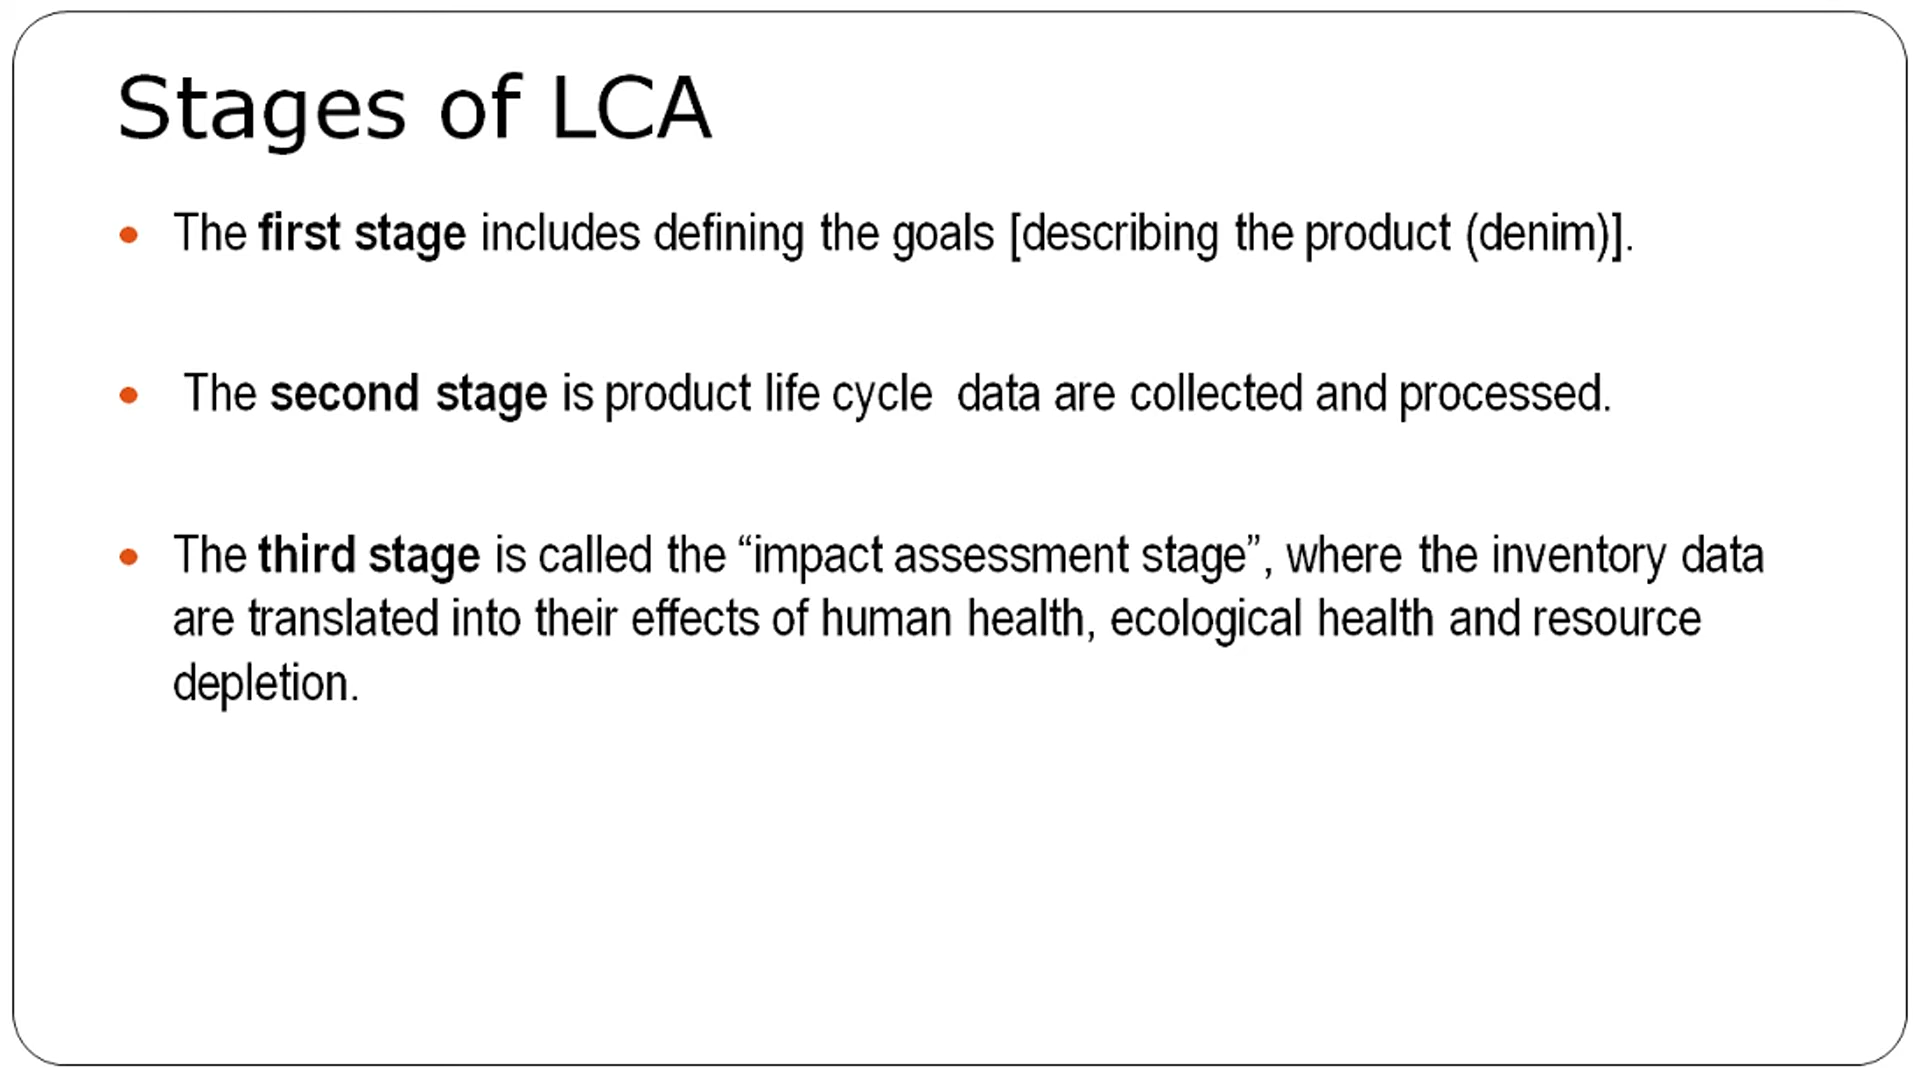 Stages of LCA
• The first stage includes defining the goals [describing the product (denim)].
• The second stage is product life cycle data are collected and processed.
• The third stage is called the “impact assessment stage”, where the inventory data
are translated into their effects of human health, ecological health and resource
depletion.